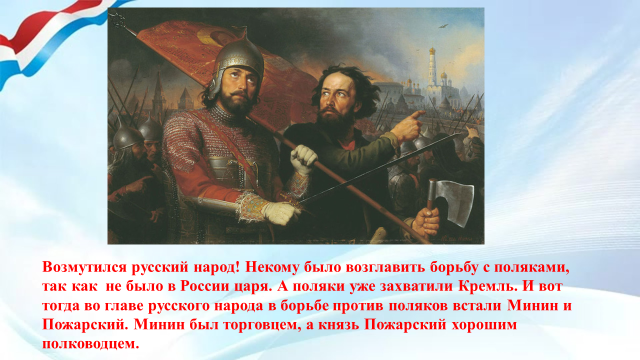 Возмутился русский народ! Некому было возглавить борьбу с поляками,
так как не было в России царя. А поляки уже захватили Кремль. И вот
тогда во главе русского народа в борьбе против поляков встали Минин и
Пожарский. Минин был торговцем, а князь Пожарский хорошим
полководцем.